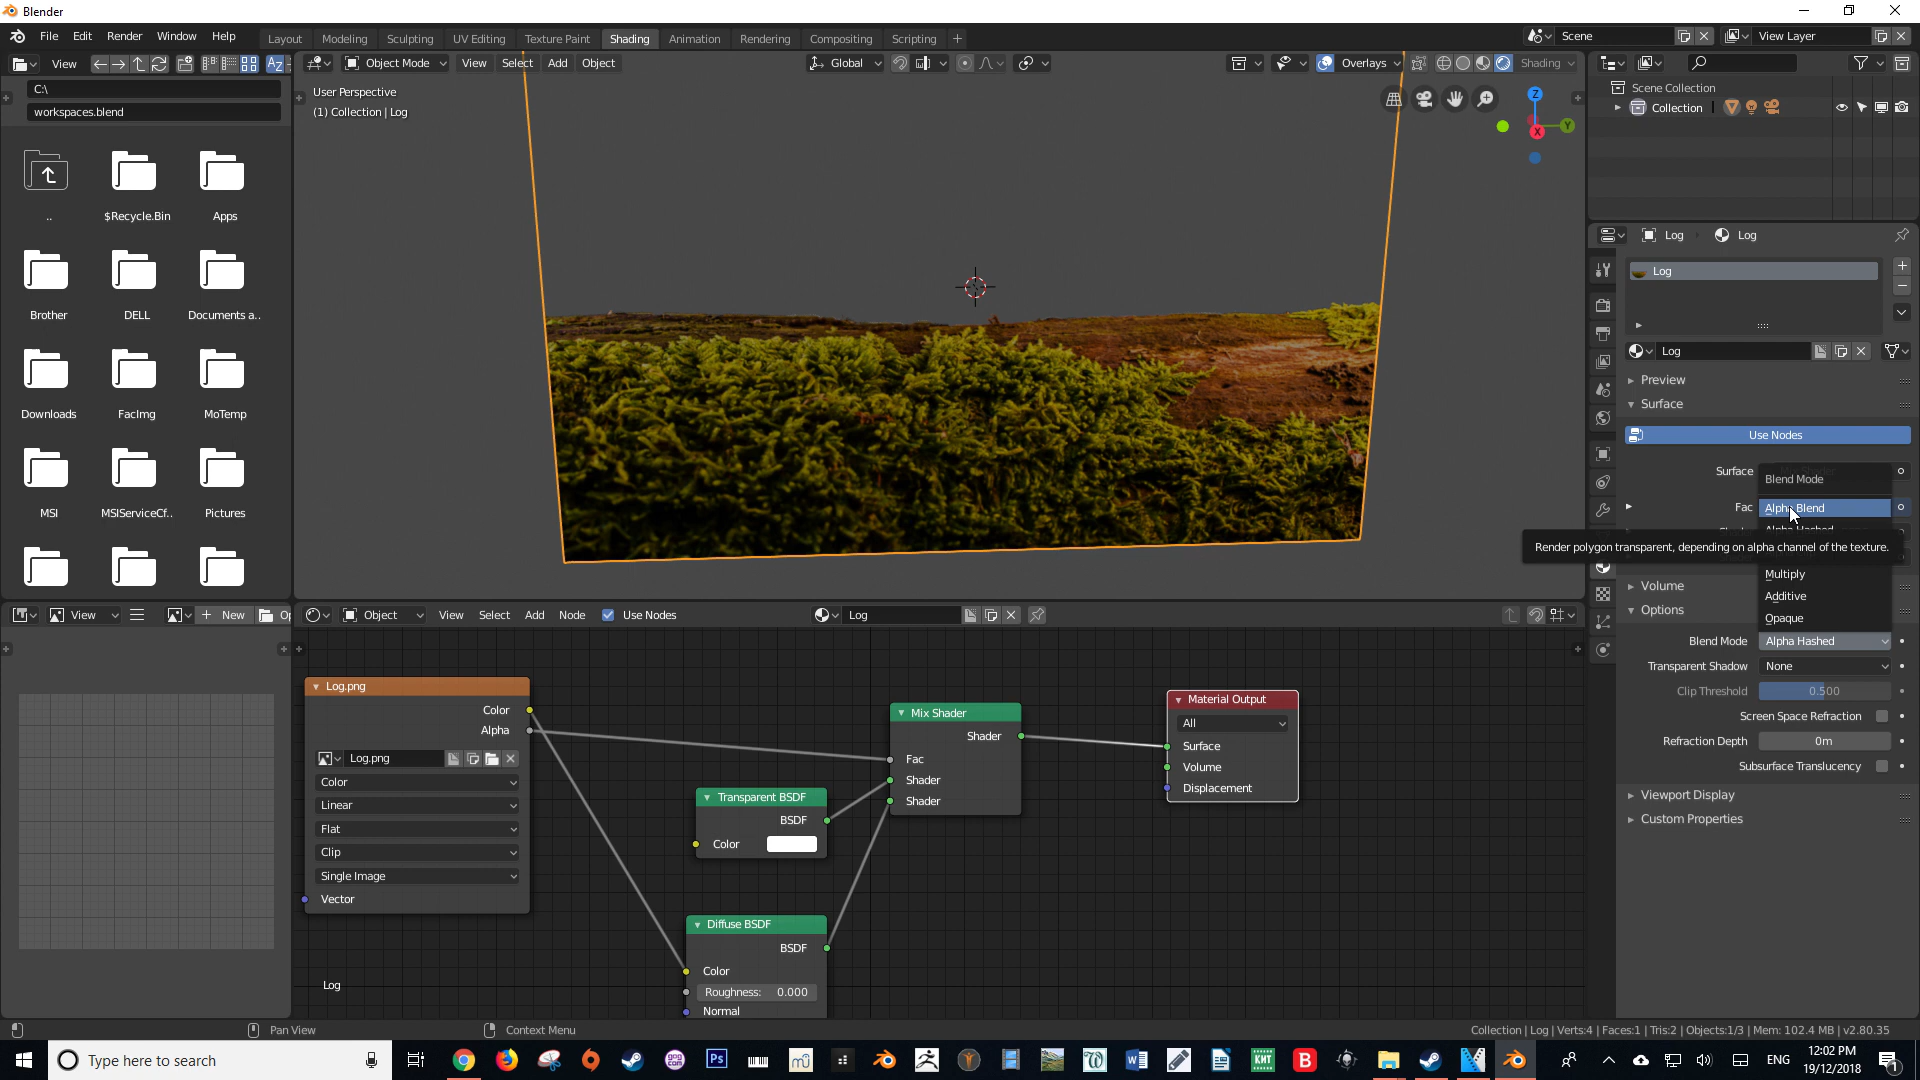 Blender
File Edit Render Window Help
Layout Modeling Sculpting UV Editing Texture Paint Shading Animation Rendering Compositing Scripting +
Scene
View Layer
View
C:\
workspaces.blend
..
$Recycle.Bin
Apps
Brother
DELL
Documents a..
Downloads
FacImg
MoTemp
MSI
MSIServiceCf..
Pictures
Object Mode View Select Add Object
Global
Overlays
Shading
User Perspective
(1) Collection | Log
Z
Y
X
Scene Collection
Collection
Log Log
Log
Log
Preview
Surface
Use Nodes
Surface
Blend Mode
Fac
Alpha Blend
Render polygon transparent, depending on alpha channel of the texture.
Multiply
Additive
Opaque
Volume
Options
Blend Mode Alpha Hashed
Transparent Shadow None
Clip Threshold 0.500
Screen Space Refraction
Refraction Depth 0m
Subsurface Translucency
Viewport Display
Custom Properties
View
New
Object View Select Add Node Use Nodes
Log
Log.png
Color
Alpha
Log.png
Color
Linear
Flat
Clip
Single Image
Vector
Transparent BSDF
BSDF
Color
Diffuse BSDF
BSDF
Color
Roughness: 0.000
Normal
Mix Shader
Shader
Fac
Shader
Shader
Material Output
All
Surface
Volume
Displacement
Log
Pan View
Context Menu
Collection | Log | Verts:4 | Faces:1 | Tris:2 | Objects:1/3 | Mem: 102.4 MB | v2.80.35
Type here to search
ENG
12:02 PM
19/12/2018